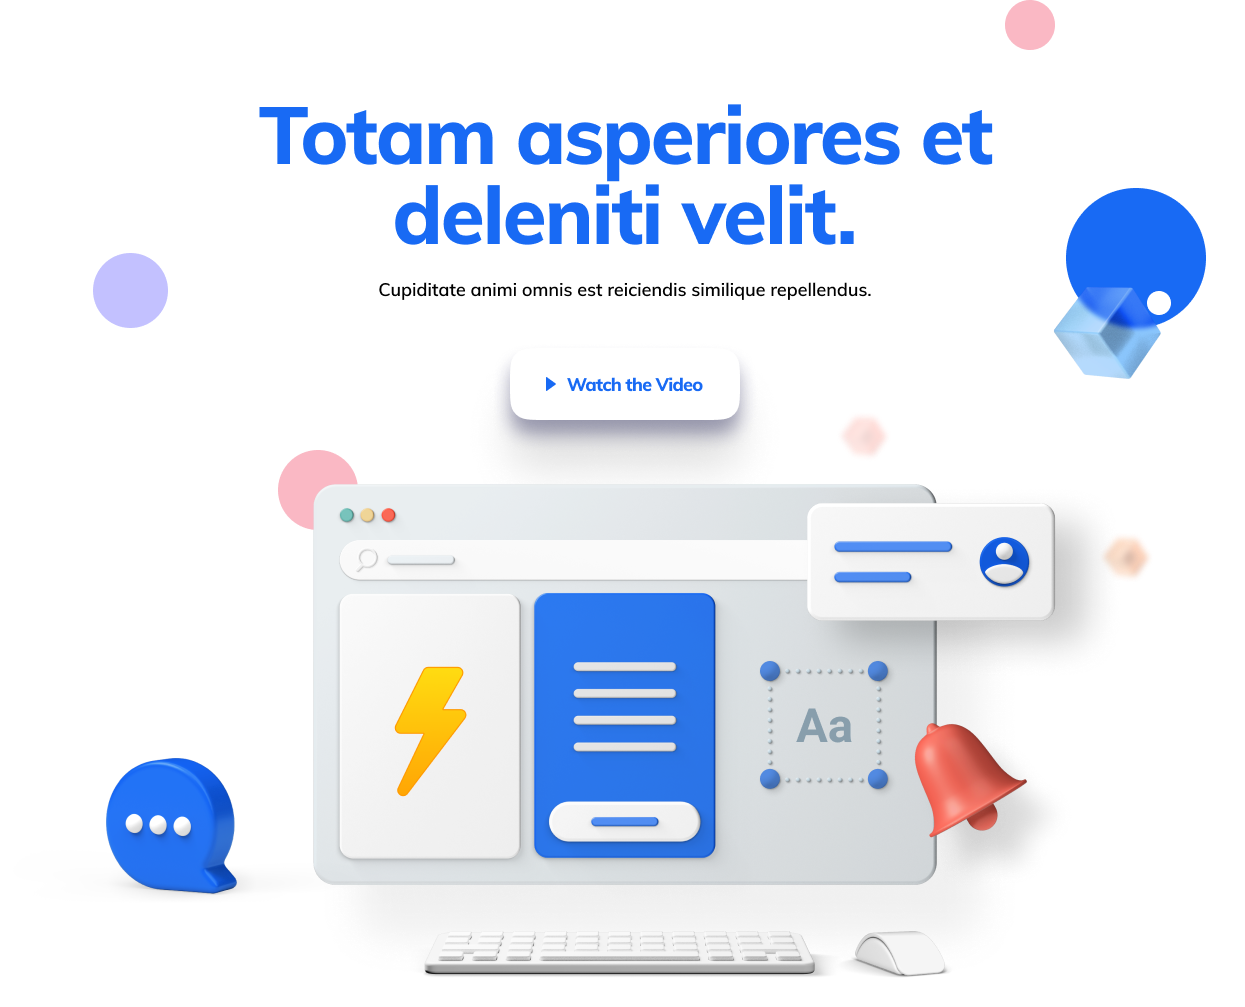 Totam asperiores et
deleniti velit.
Cupiditate animi omnis est reiciendis similique repellendus.
Watch the Video
Aa